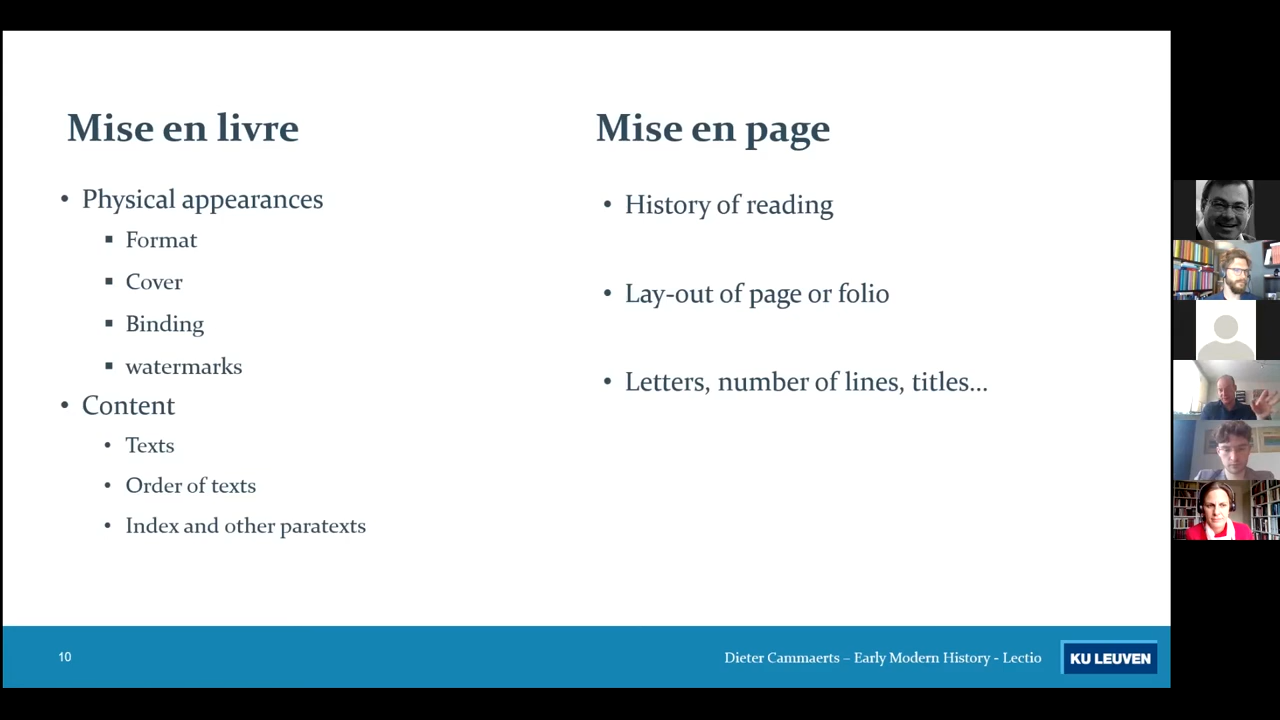 Mise en livre
• Physical appearances
▪ Format
▪ Cover
▪ Binding
▪ watermarks
• Content
• Texts
• Order of texts
• Index and other paratexts
Mise en page
• History of reading
• Lay-out of page or folio
• Letters, number of lines, titles...
10
Dieter Cammaerts – Early Modern History - Lectio
KU LEUVEN